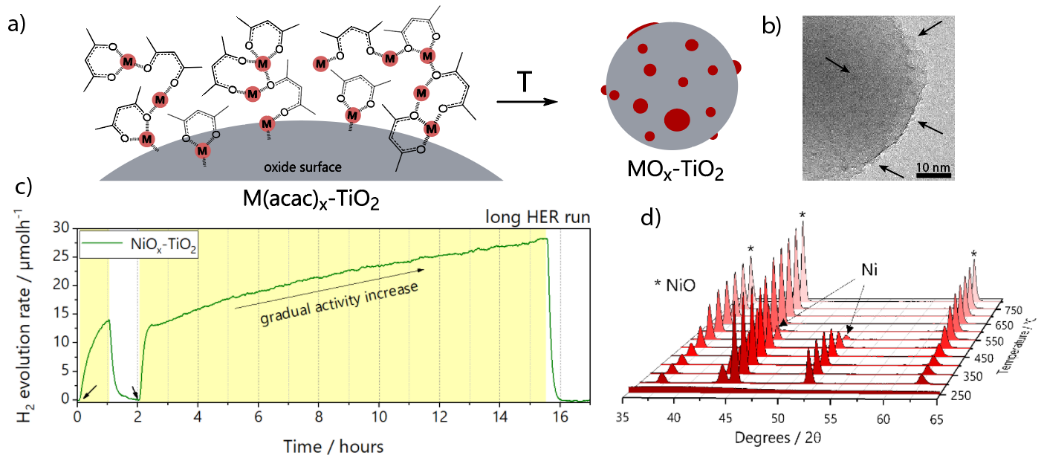 a)
M
M
M
M
M
M
M
M
M
M
M
M
M
M
O
O
oxide surface
M(acac)ₓ-TiO₂
T
MOₓ-TiO₂
b)
10 nm
c)
long HER run
NiOₓ-TiO₂
gradual activity increase
H₂ evolution rate / µmolh⁻¹
30
25
20
15
10
5
0
0
2
4
6
8
10
12
14
16
Time / hours
d)
* NiO
*
*
*
Ni
750
650
550
450
350
250
Temperature / °C
35
40
45
50
55
60
65
Degrees / 2θ